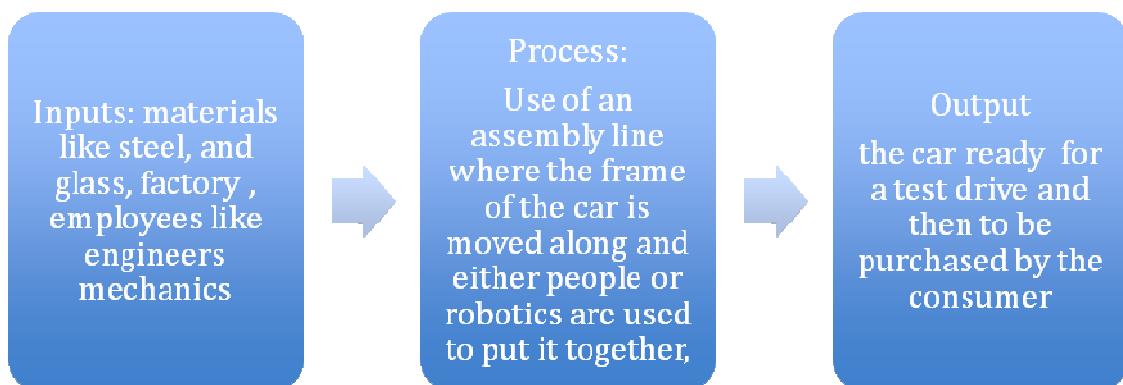 Inputs: materials
like steel, and
glass, factory ,
employees like
engineers
mechanics
Process:
Use of an
assembly line
where the frame
of the car is
moved along and
either people or
robotics are used
to put it together,
Output
the car ready for
a test drive and
then to be
purchased by the
consumer